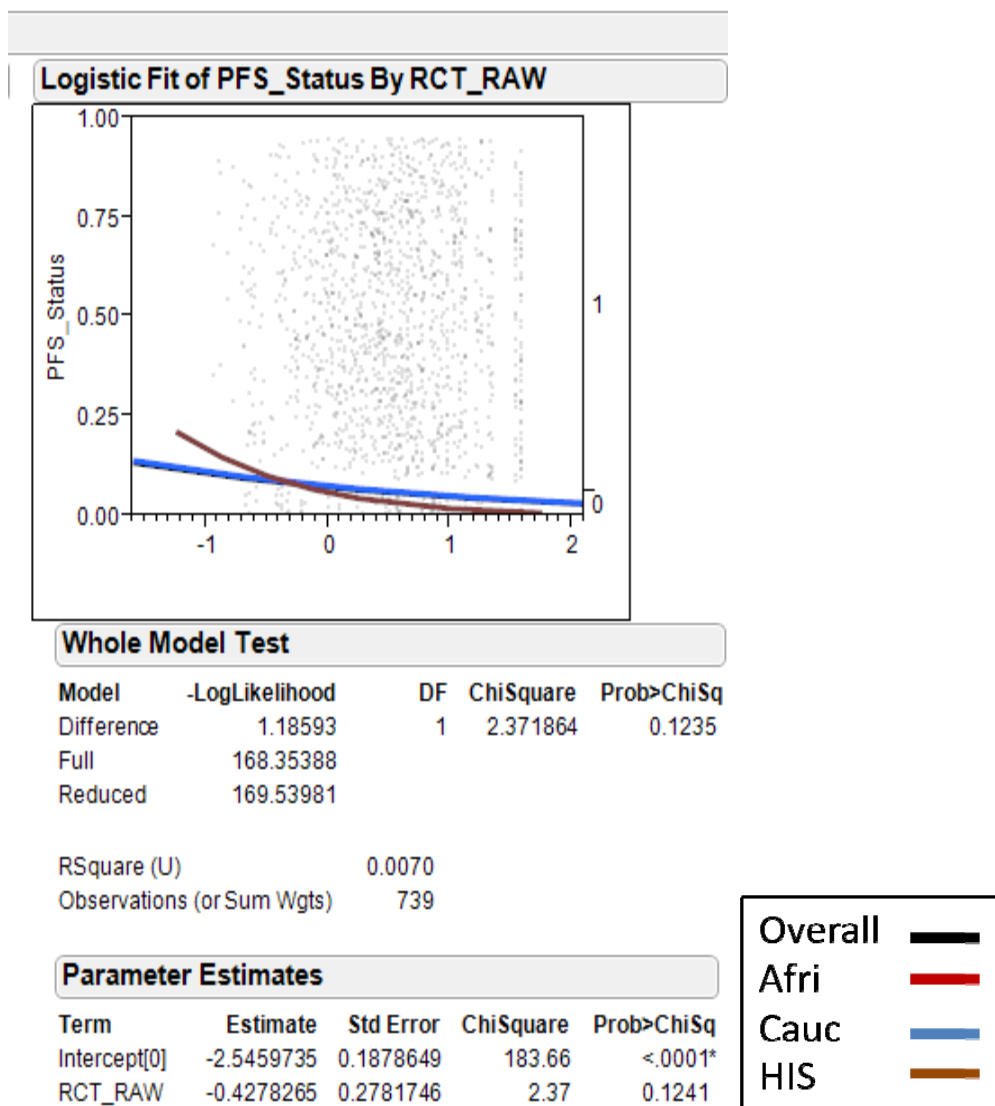 Logistic Fit of PFS_Status By RCT_RAW
PFS_Status
1.00
0.75
0.50
0.25
0.00
1
0
-1 0 1 2
Whole Model Test
Model -LogLikelihood DF ChiSquare Prob>ChiSq
Difference 1.18593 1 2.371864 0.1235
Full 168.35388
Reduced 169.53981
RSquare (U) 0.0070
Observations (or Sum Wgts) 739
Parameter Estimates
Term Estimate Std Error ChiSquare Prob>ChiSq
Intercept[0] -2.5459735 0.1878649 183.66 <.0001*
RCT_RAW -0.4278265 0.2781746 2.37 0.1241
Overall
Afri
Cauc
HIS